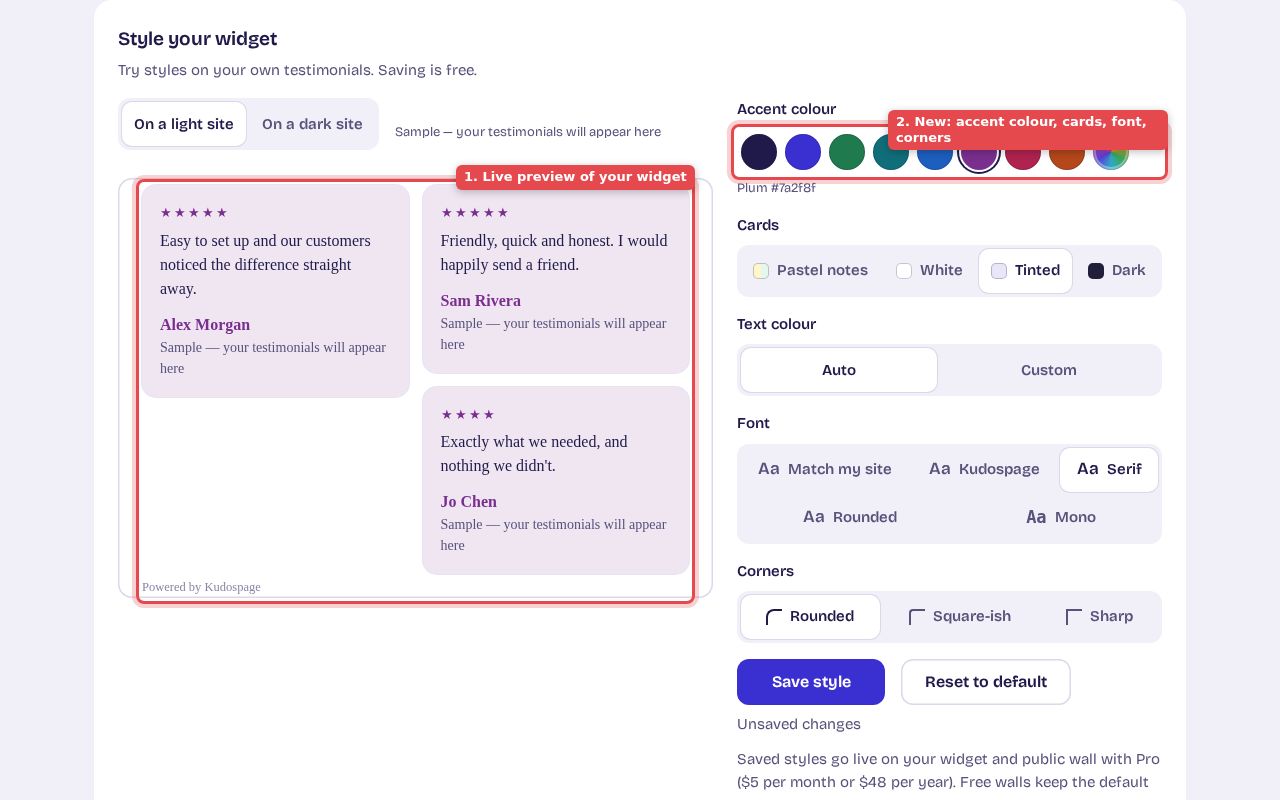 Style your widget
Try styles on your own testimonials. Saving is free.
On a light site
On a dark site
Sample — your testimonials will appear here
1. Live preview of your widget
★★★★★
Easy to set up and our customers
noticed the difference straight
away.
Alex Morgan
Sample — your testimonials will appear
here
★★★★★
Friendly, quick and honest. I would
happily send a friend.
Sam Rivera
Sample — your testimonials will appear
here
★★★★
Exactly what we needed, and
nothing we didn't.
Jo Chen
Sample — your testimonials will appear
here
Powered by Kudospage
Accent colour
2. New: accent colour, cards, font,
corners
Plum #7a2f8f
Cards
Pastel notes
White
Tinted
Dark
Text colour
Auto
Custom
Font
Aa Match my site
Aa Kudospage
Aa Serif
Aa Rounded
Aa Mono
Corners
Rounded
Square-ish
Sharp
Save style
Reset to default
Unsaved changes
Saved styles go live on your widget and public wall with Pro
($5 per month or $48 per year). Free walls keep the default